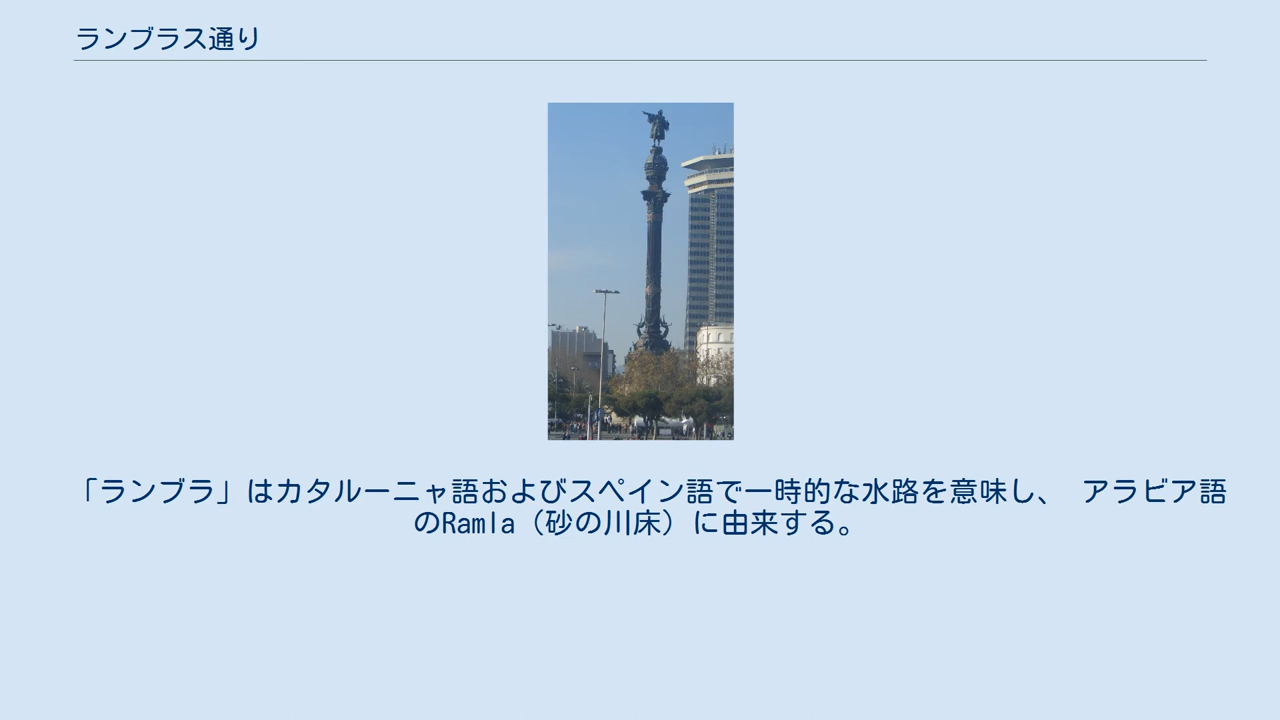 ランブラス通り
「ランブラ」はカタルーニャ語およびスペイン語で一時的な水路を意味し、 アラビア語
のRamla（砂の川床）に由来する。